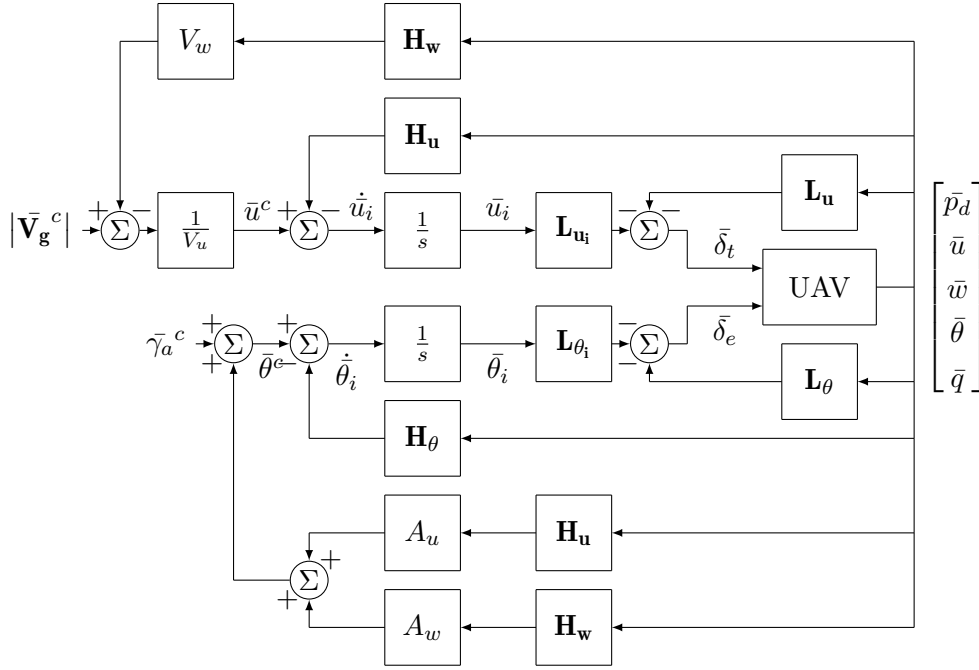 V_w H_w
H_u
L_u
|V̄_g^c| + − Σ 1/V_u ū^c + − Σ u̇̄_i 1/s ū_i L_{u_i} − − Σ δ̄_t
UAV
[p̄_d ū w̄ θ̄ q̄]
γ̄_a^c + + Σ θ̄^c + − Σ θ̄̇_i 1/s θ̄_i L_{θ_i} − − Σ δ̄_e
L_θ
H_θ
A_u H_u
+ + Σ
A_w H_w